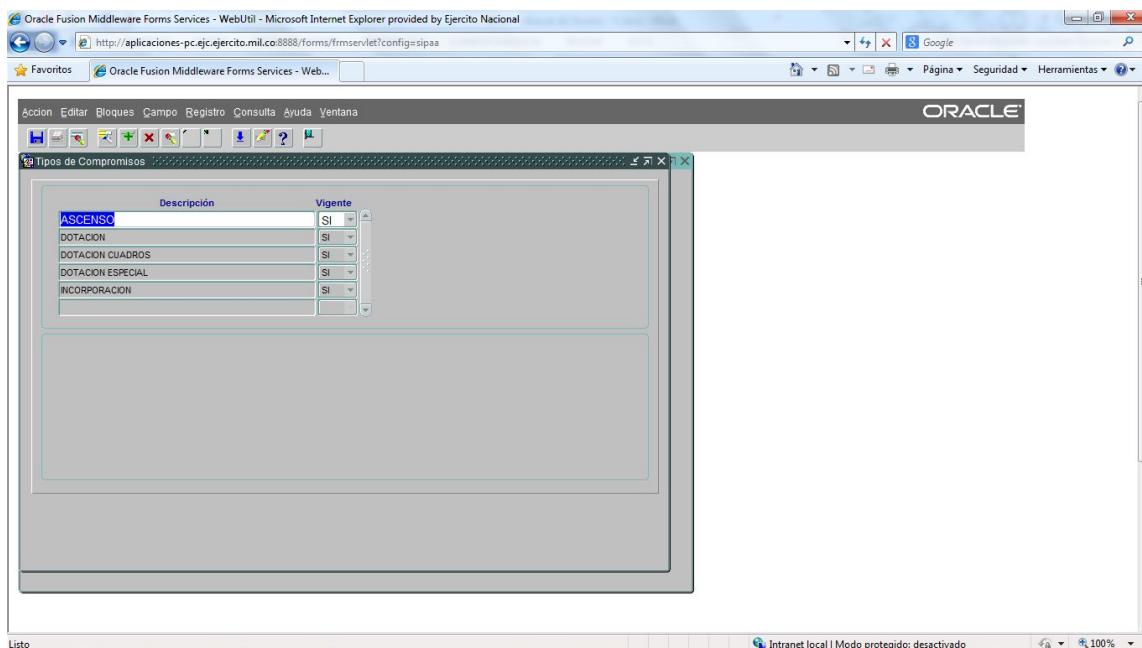 Oracle Fusion Middleware Forms Services - WebUtil - Microsoft Internet Explorer provided by Ejercito Nacional
http://aplicaciones-pc.ejc.ejercito.mil.co:8888/forms/frmservlet?config=sipaa
Google
Favoritos Oracle Fusion Middleware Forms Services - Web... Página Seguridad Herramientas
Accion Editar Bloques Campo Registro Consulta Ayuda Ventana ORACLE
Tipos de Compromisos
Descripción Vigente
ASCENSO SI
DOTACION SI
DOTACION CUADROS SI
DOTACION ESPECIAL SI
INCORPORACION SI
Listo Intranet local | Modo protegido: desactivado 100%